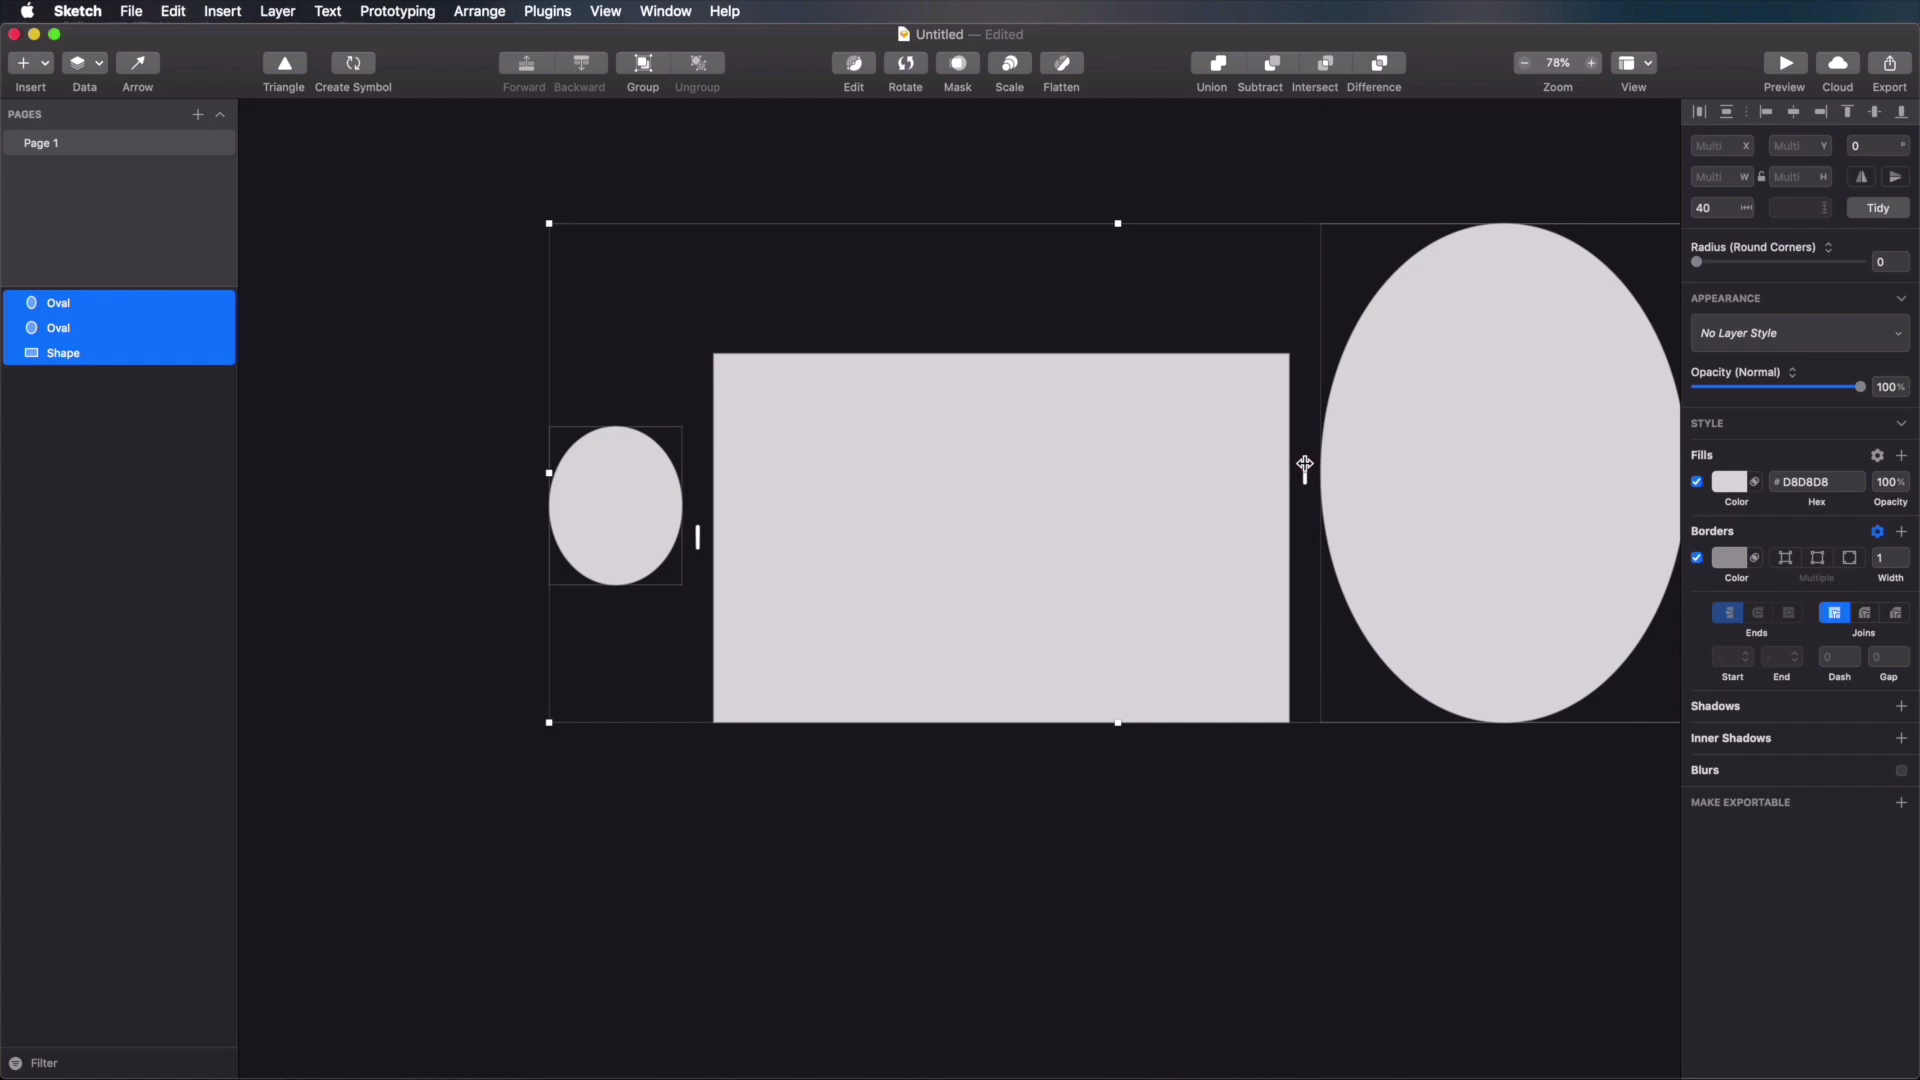 Sketch File Edit Insert Layer Text Prototyping Arrange Plugins View Window Help
Untitled — Edited
78%
Insert Data Arrow Triangle Create Symbol Forward Backward Group Ungroup Edit Rotate Mask Scale Flatten Union Subtract Intersect Difference Zoom View Preview Cloud Export
PAGES
Page 1
Oval
Oval
Shape
Filter
Multi X Multi Y 0 °
Multi W Multi H
40 Tidy
Radius (Round Corners)
0
APPEARANCE
No Layer Style
Opacity (Normal)
100%
STYLE
Fills
# D8D8D8 100%
Color Hex Opacity
Borders
1
Color Multiple Width
Ends Joins
- - 0 0
Start End Dash Gap
Shadows
Inner Shadows
Blurs
MAKE EXPORTABLE